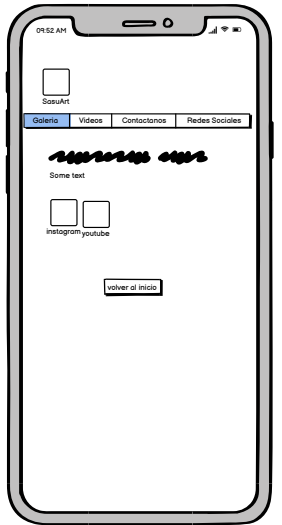 09:52 AM
SasuArt
Galeria Videos Contactanos Redes Sociales
Some text
instagram youtube
volver al inicio